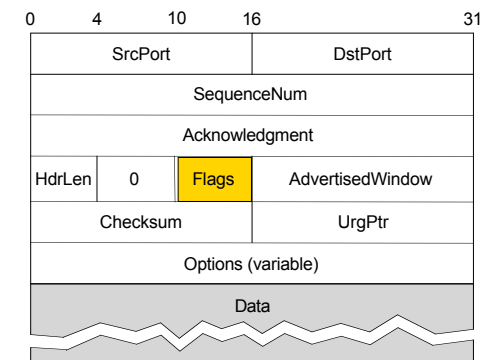 0 4 10 16 31
SrcPort DstPort
SequenceNum
Acknowledgment
HdrLen 0 Flags AdvertisedWindow
Checksum UrgPtr
Options (variable)
Data